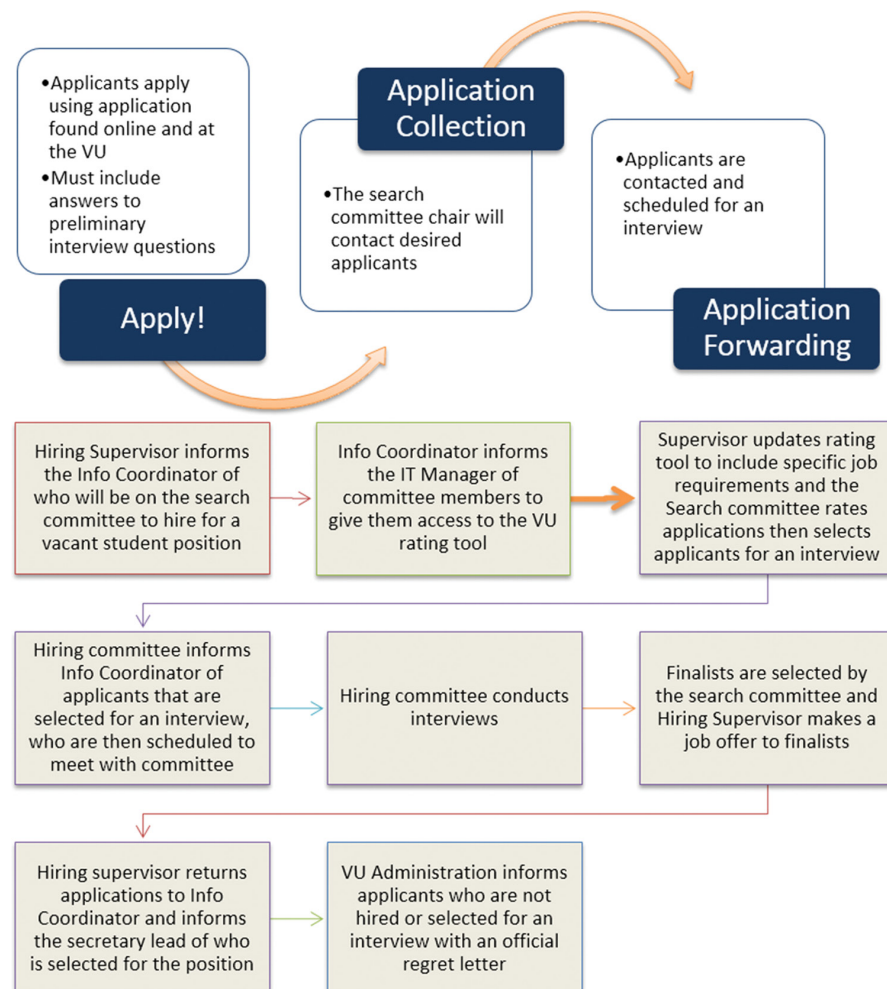 •Applicants apply
using application
found online and at
the VU
•Must include
answers to
preliminary
interview questions
Apply!
Application
Collection
•The search
committee chair will
contact desired
applicants
•Applicants are
contacted and
scheduled for an
interview
Application
Forwarding
Hiring Supervisor informs
the Info Coordinator of
who will be on the search
committee to hire for a
vacant student position
Info Coordinator informs
the IT Manager of
committee members to
give them access to the VU
rating tool
Supervisor updates rating
tool to include specific job
requirements and the
Search committee rates
applications then selects
applicants for an interview
Hiring committee informs
Info Coordinator of
applicants that are
selected for an interview,
who are then scheduled to
meet with committee
Hiring committee conducts
interviews
Finalists are selected by
the search committee and
Hiring Supervisor makes a
job offer to finalists
Hiring supervisor returns
applications to Info
Coordinator and informs
the secretary lead of who
is selected for the position
VU Administration informs
applicants who are not
hired or selected for an
interview with an official
regret letter